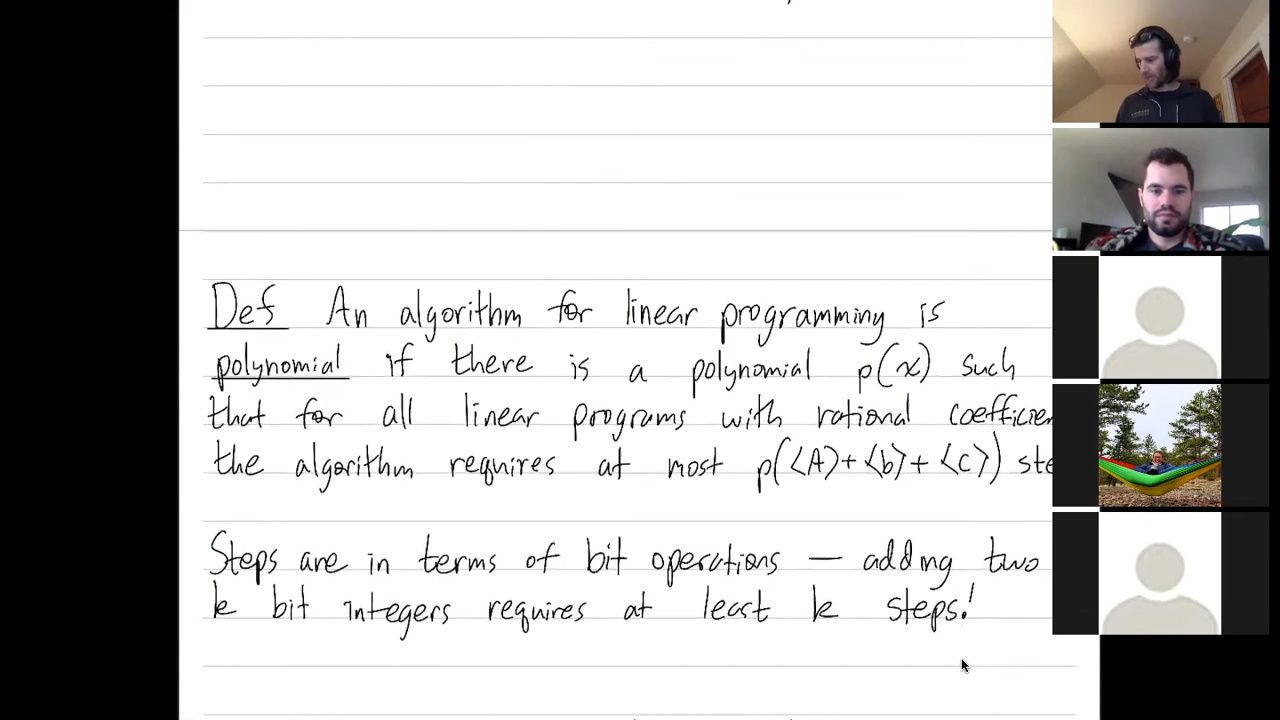 Def An algorithm for linear programming is
polynomial if there is a polynomial p(x) such
that for all linear programs with rational coefficien
the algorithm requires at most p(⟨A⟩+⟨b⟩+⟨c⟩) ste
Steps are in terms of bit operations — adding two
k bit integers requires at least k steps!